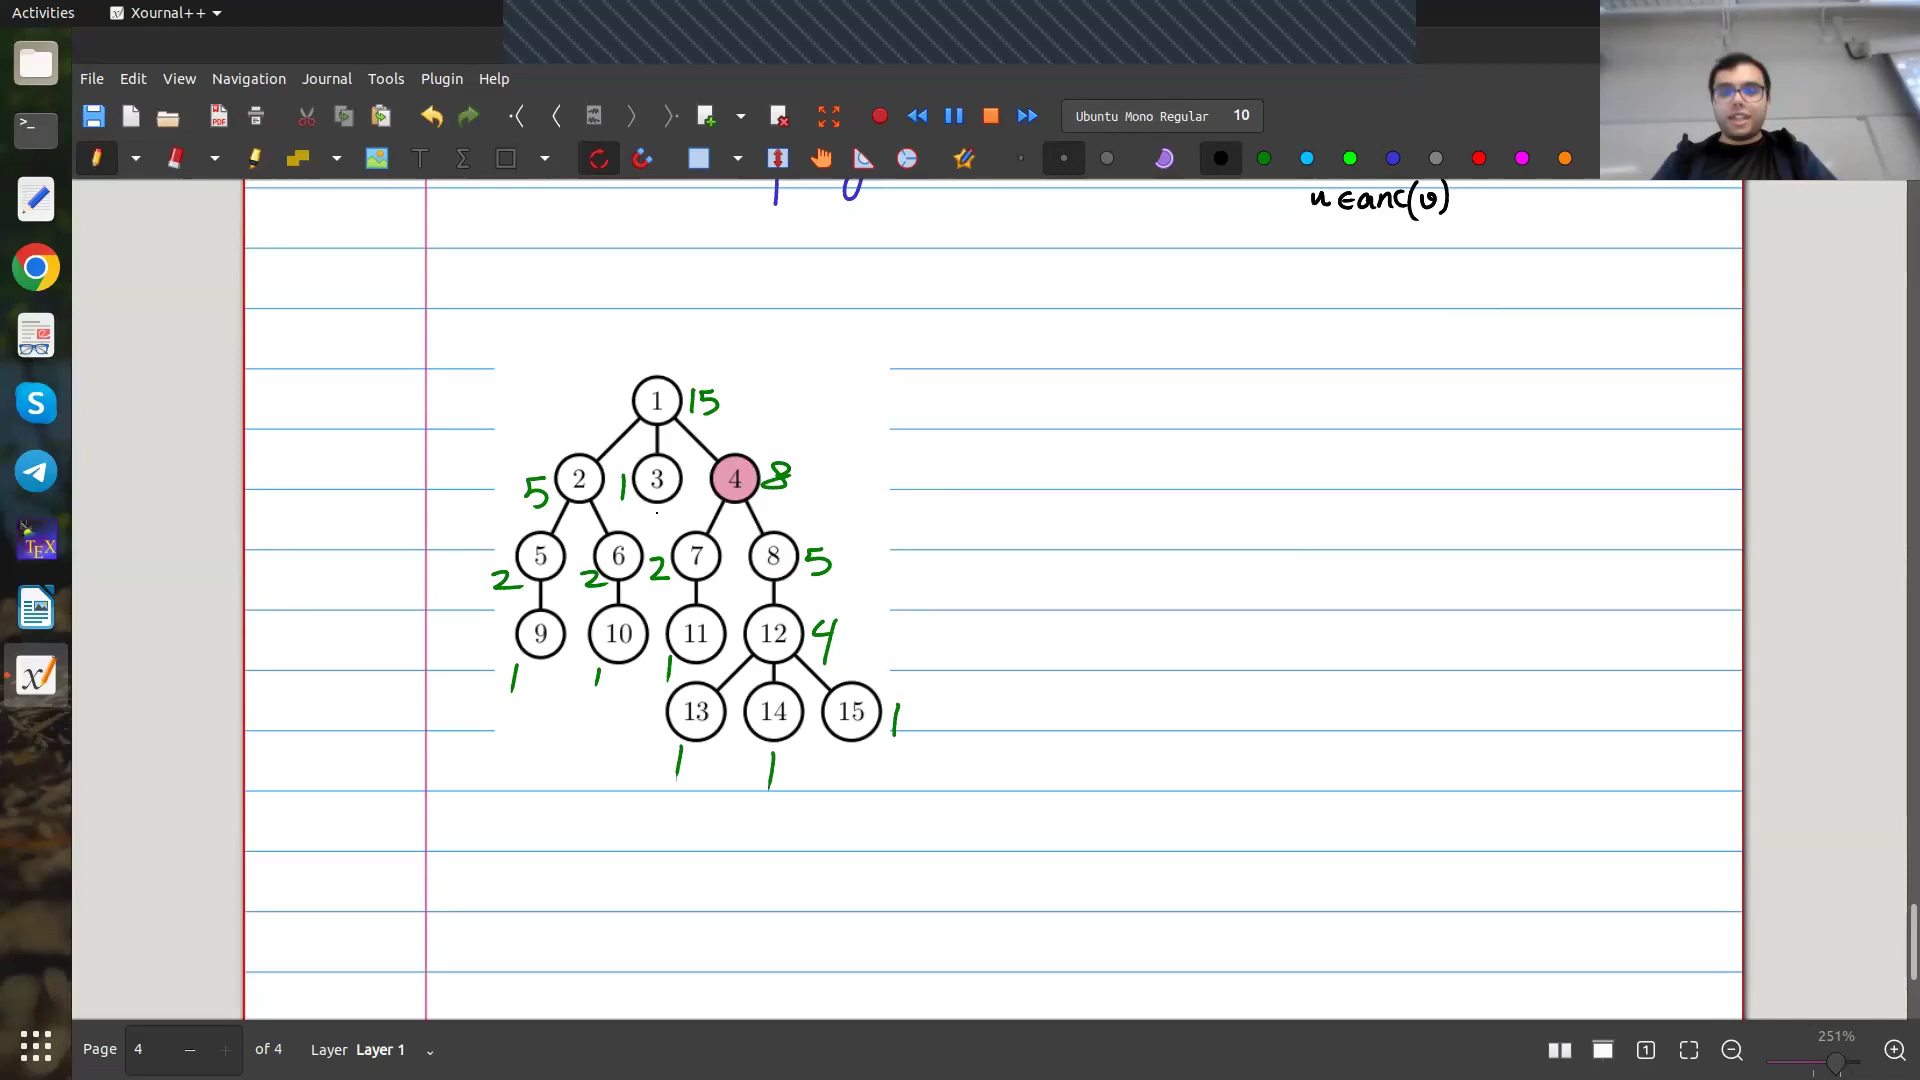 Activities
Xournal++
File Edit View Navigation Journal Tools Plugin Help
Ubuntu Mono Regular 10
u ∈ anc(v)
1 15
5 2 1 3 4 8
5 6 2 7 8 5
2 2
9 10 11 12 4
1 1 1
13 14 15 1
1 1
Page 4 of 4 Layer Layer 1
251%